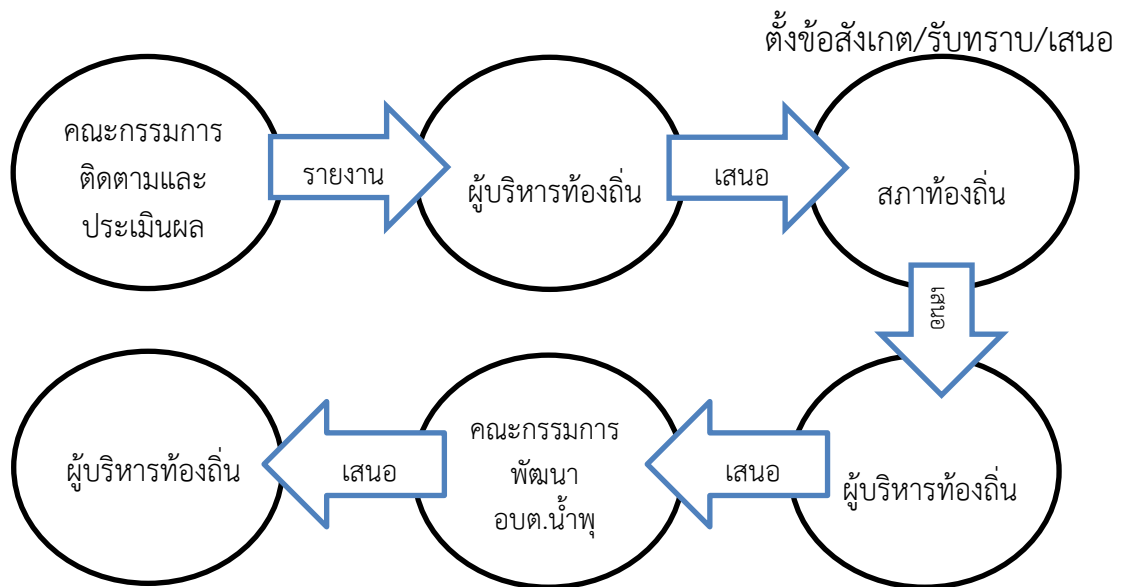 ตั้งข้อสังเกต/รับทราบ/เสนอ
คณะกรรมการ
ติดตามและ
ประเมินผล
รายงาน
ผู้บริหารท้องถิ่น
เสนอ
สภาท้องถิ่น
เสนอ
ผู้บริหารท้องถิ่น
เสนอ
คณะกรรมการ
พัฒนา
อบต.น้ำพุ
เสนอ
ผู้บริหารท้องถิ่น